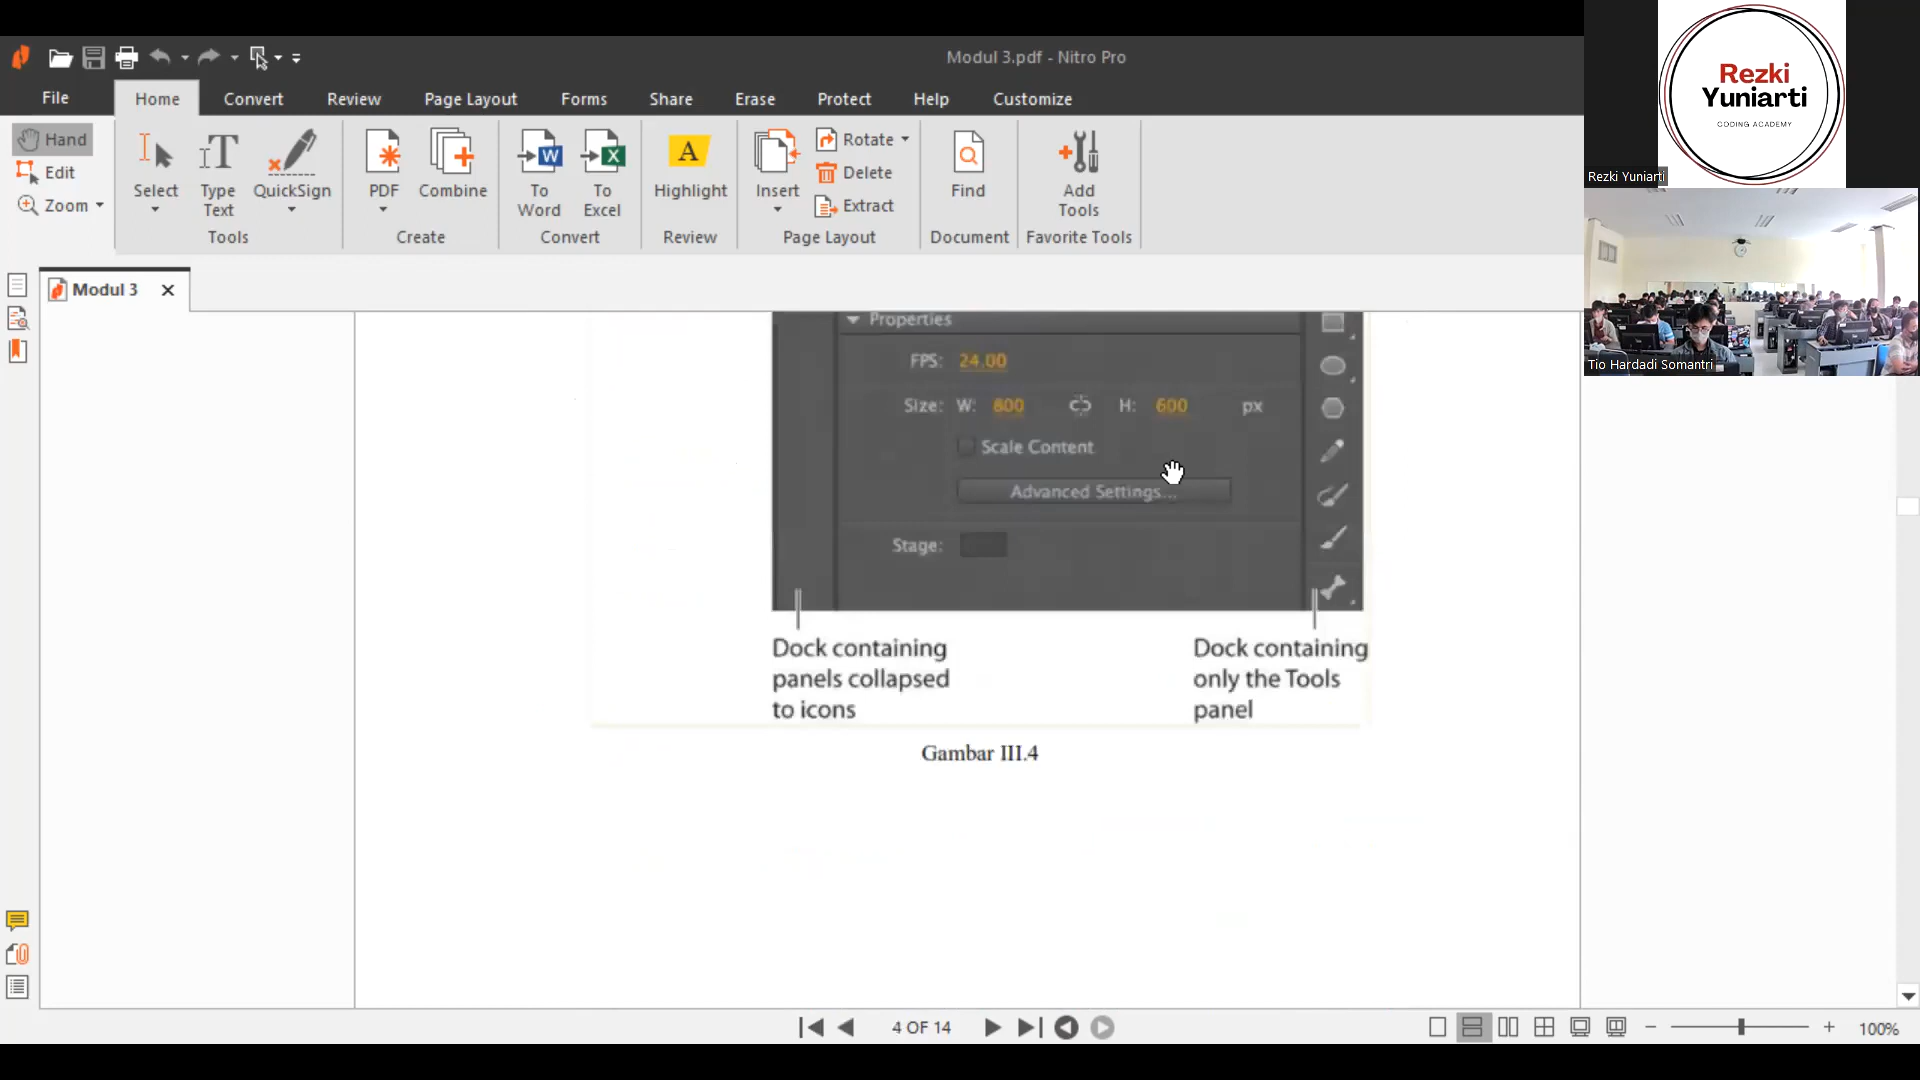 Modul 3.pdf - Nitro Pro
File Home Convert Review Page Layout Forms Share Erase Protect Help Customize
Hand
Edit
Zoom
Select
Type Text
QuickSign
Tools
PDF
Combine
Create
To Word
To Excel
Convert
Highlight
Review
Insert
Rotate
Delete
Extract
Page Layout
Find
Document
Add Tools
Favorite Tools
Rezki
Yuniarti
CODING ACADEMY
Rezki Yuniarti
Tio Hardadi Somantri
Modul 3
Properties
FPS: 24.00
Size: W: 800 H: 600 px
Scale Content
Advanced Settings...
Stage:
Dock containing
panels collapsed
to icons
Dock containing
only the Tools
panel
Gambar III.4
4 OF 14
100%